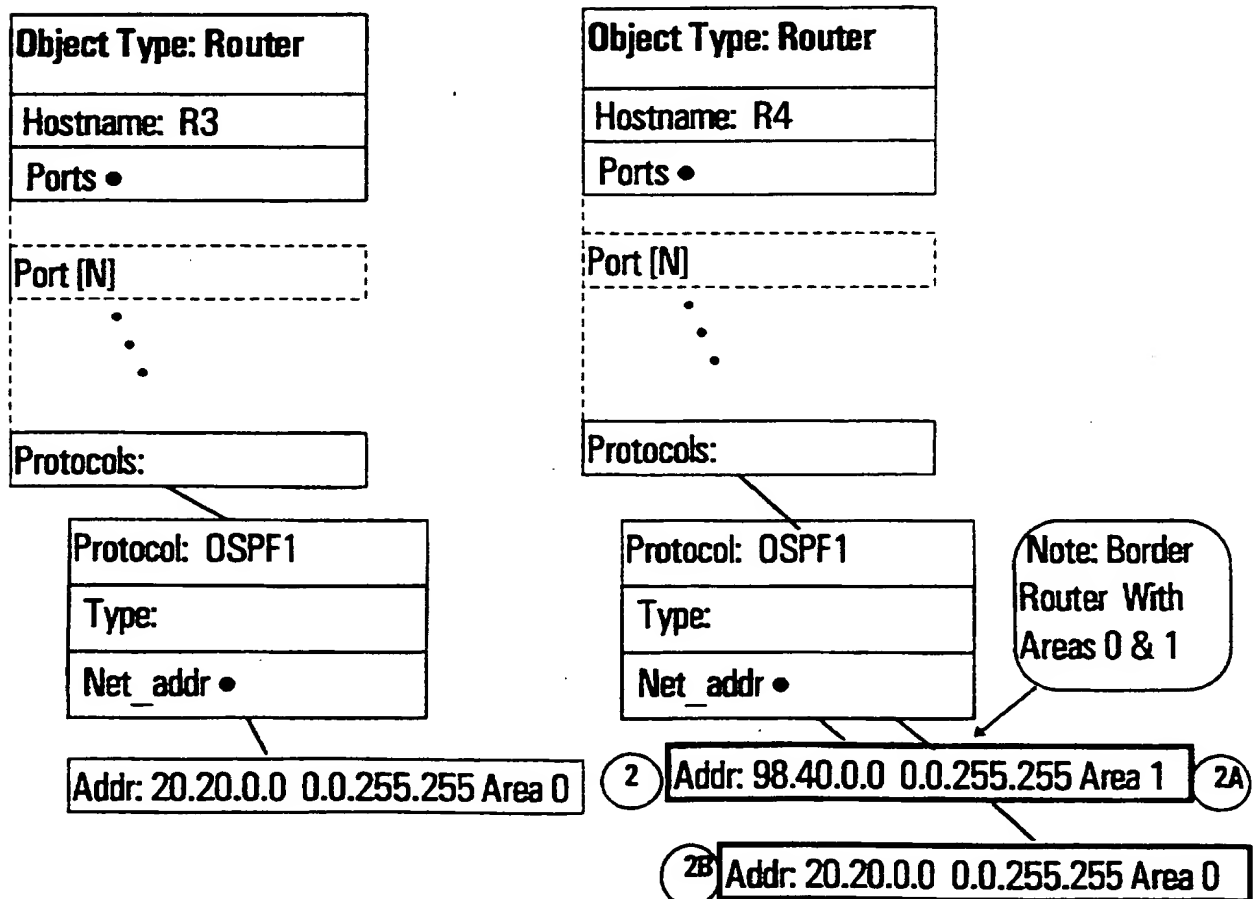 Object Type: Router
Hostname: R3
Ports •
Port [N]
Protocols:
Protocol: OSPF1
Type:
Net_addr •
Addr: 20.20.0.0 0.0.255.255 Area 0
Object Type: Router
Hostname: R4
Ports •
Port [N]
Protocols:
Protocol: OSPF1
Type:
Net_addr •
Note: Border
Router With
Areas 0 & 1
2
Addr: 98.40.0.0 0.0.255.255 Area 1
2A
2B
Addr: 20.20.0.0 0.0.255.255 Area 0